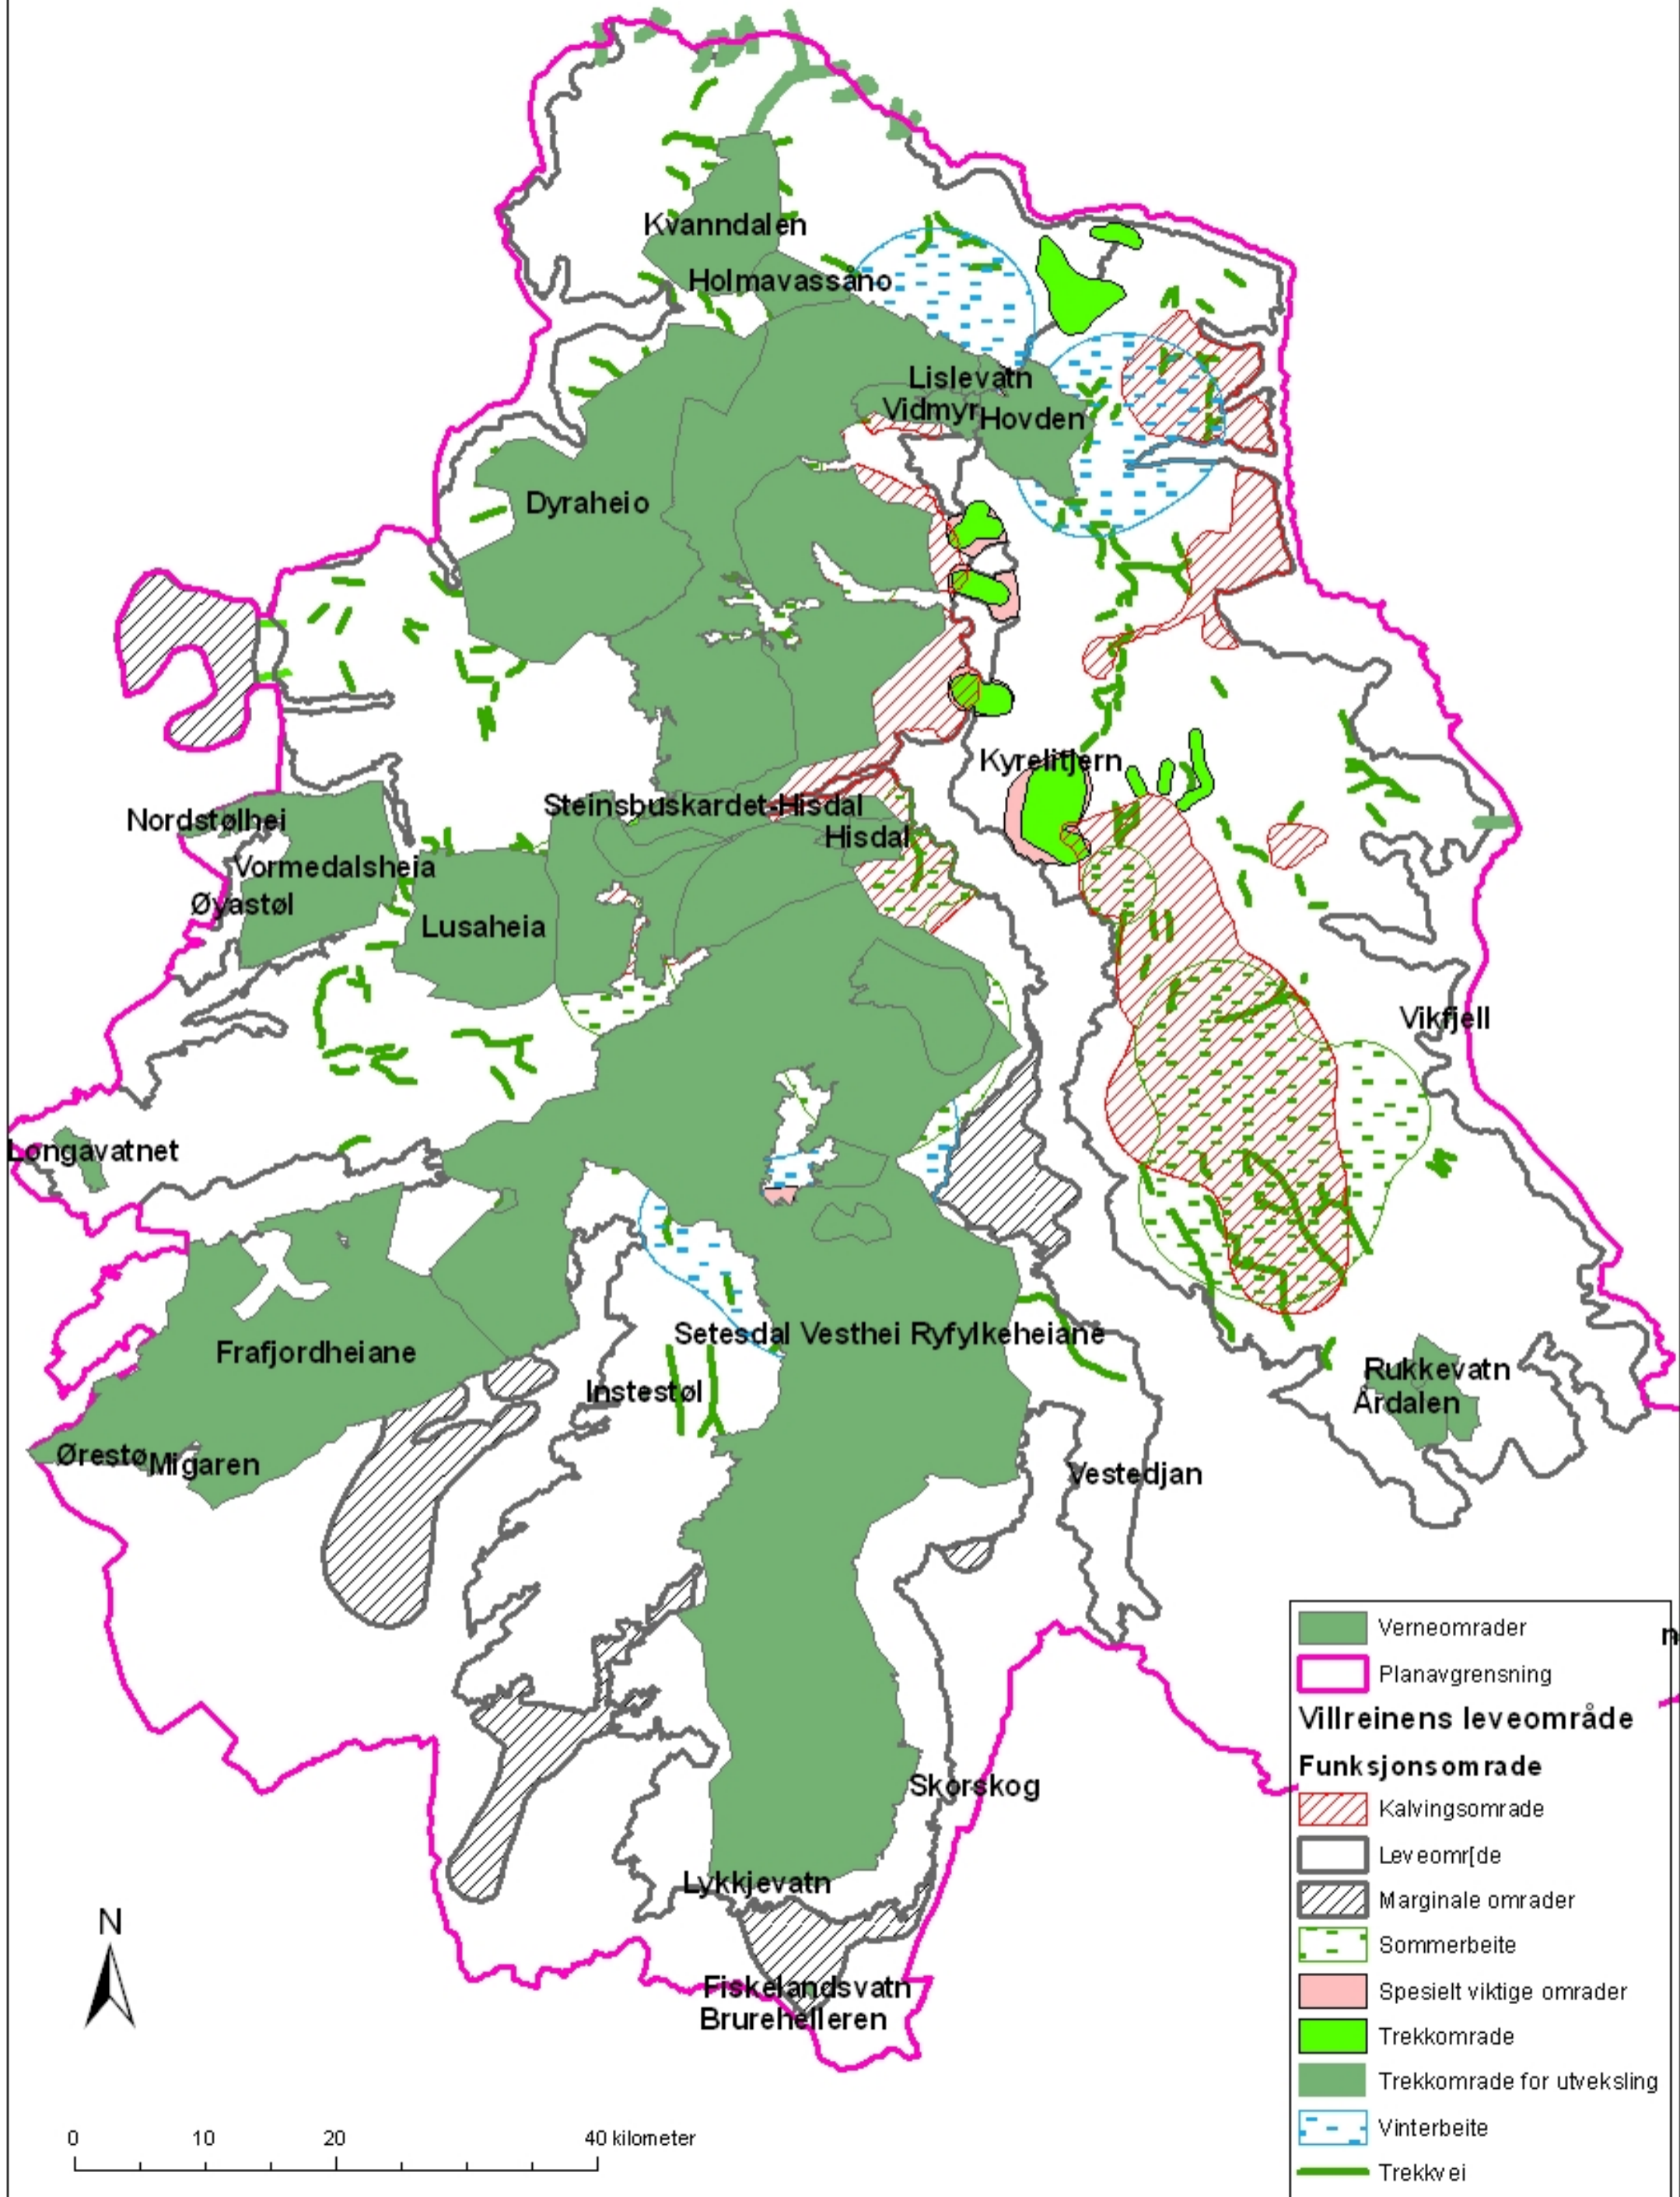 Kvanndalen
Holmavassåno
Lislevatn
Vidmyr
Hovden
Dyraheio
Kyrelitjern
Steinsbuskardet-Hisdal
Nordstølhei
Hisdal
Vormedalsheia
Øyastøl
Lusaheia
Vikfjell
Longavatnet
Setesdal Vesthei Ryfylkeheiane
Frafjordheiane
Rukkevatn
Instestøl
Årdalen
Ørestø
Migaren
Vestedjan
Skorskog
Lykkjevatn
Fiskelandsvatn
Brurehelleren
N
0 10 20 40 kilometer
Verneomrader
n
Planavgrensning
Villreinens leveområde
Funksjonsomrade
Kalvingsomrade
Leveomr[de
Marginale omrader
Sommerbeite
Spesielt viktige omrader
Trekkomrade
Trekkomrade for utveksling
Vinterbeite
Trekkvei